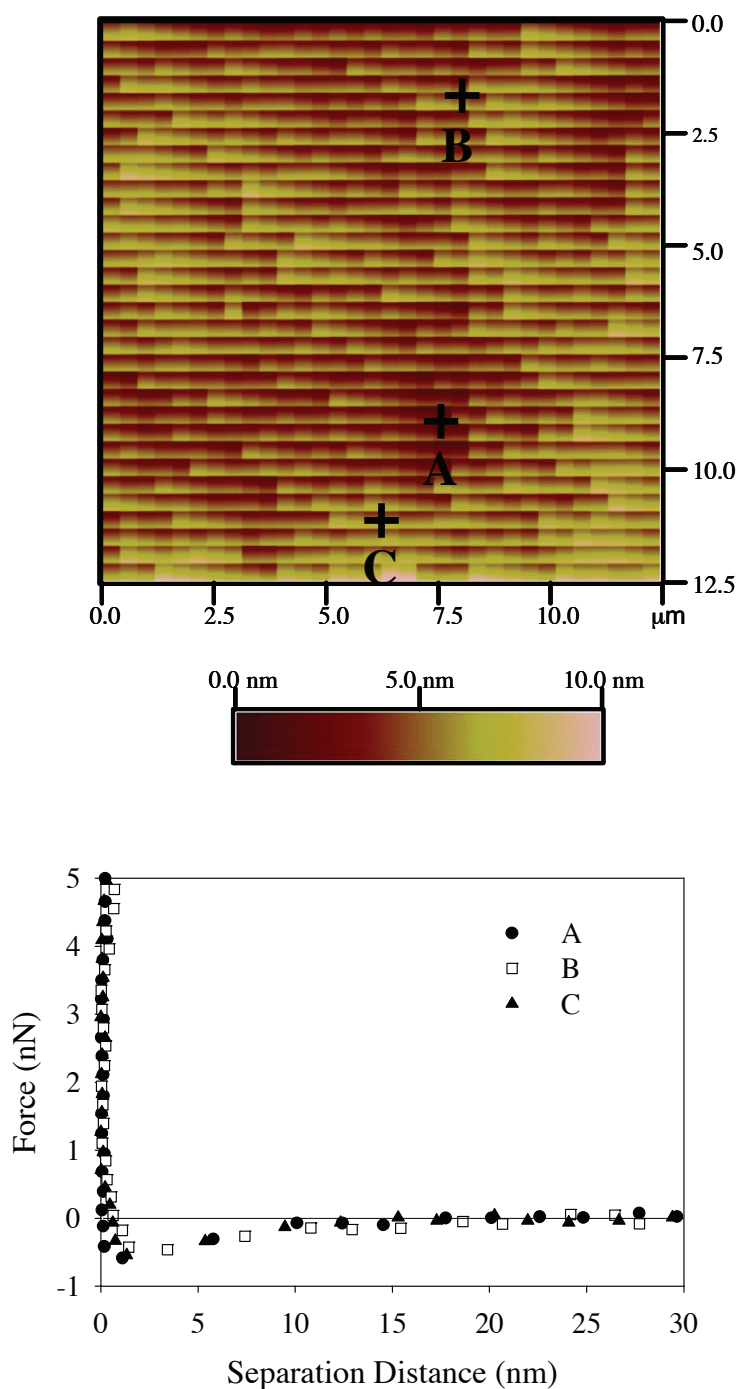 0.0
B
2.5
5.0
7.5
A
10.0
C
12.5
0.0 2.5 5.0 7.5 10.0 μm
0.0 nm 5.0 nm 10.0 nm
5
4
3
2
1
0
-1
Force (nN)
A
B
C
0 5 10 15 20 25 30
Separation Distance (nm)